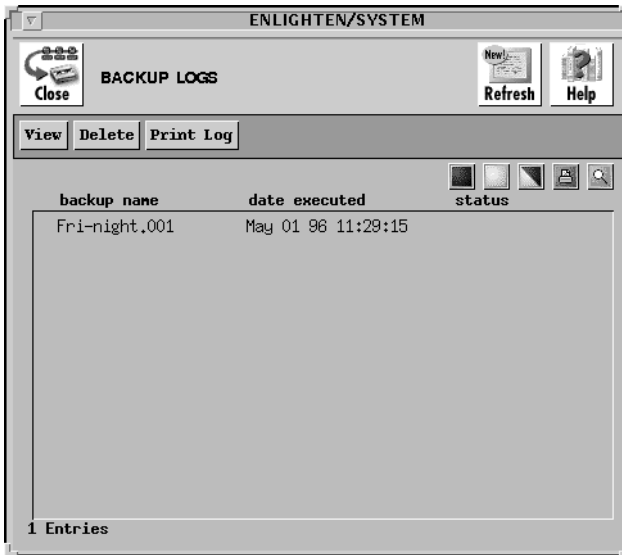 ENLIGHTEN/SYSTEM
Close
BACKUP LOGS
New!
Refresh
Help
View Delete Print Log
backup name date executed status
Fri-night.001 May 01 96 11:29:15
1 Entries